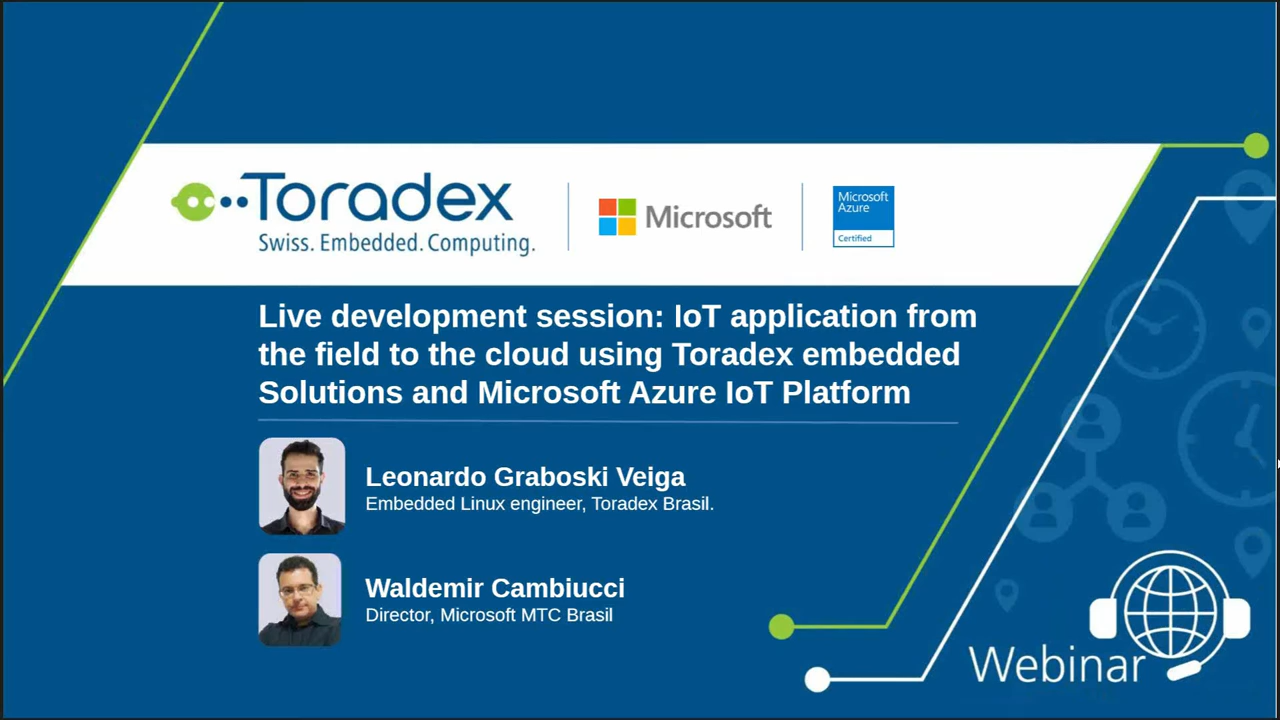 Toradex
Swiss. Embedded. Computing.
Microsoft
Microsoft
Azure
Certified
Live development session: IoT application from
the field to the cloud using Toradex embedded
Solutions and Microsoft Azure IoT Platform
Leonardo Graboski Veiga
Embedded Linux engineer, Toradex Brasil.
Waldemir Cambiucci
Director, Microsoft MTC Brasil
Webinar